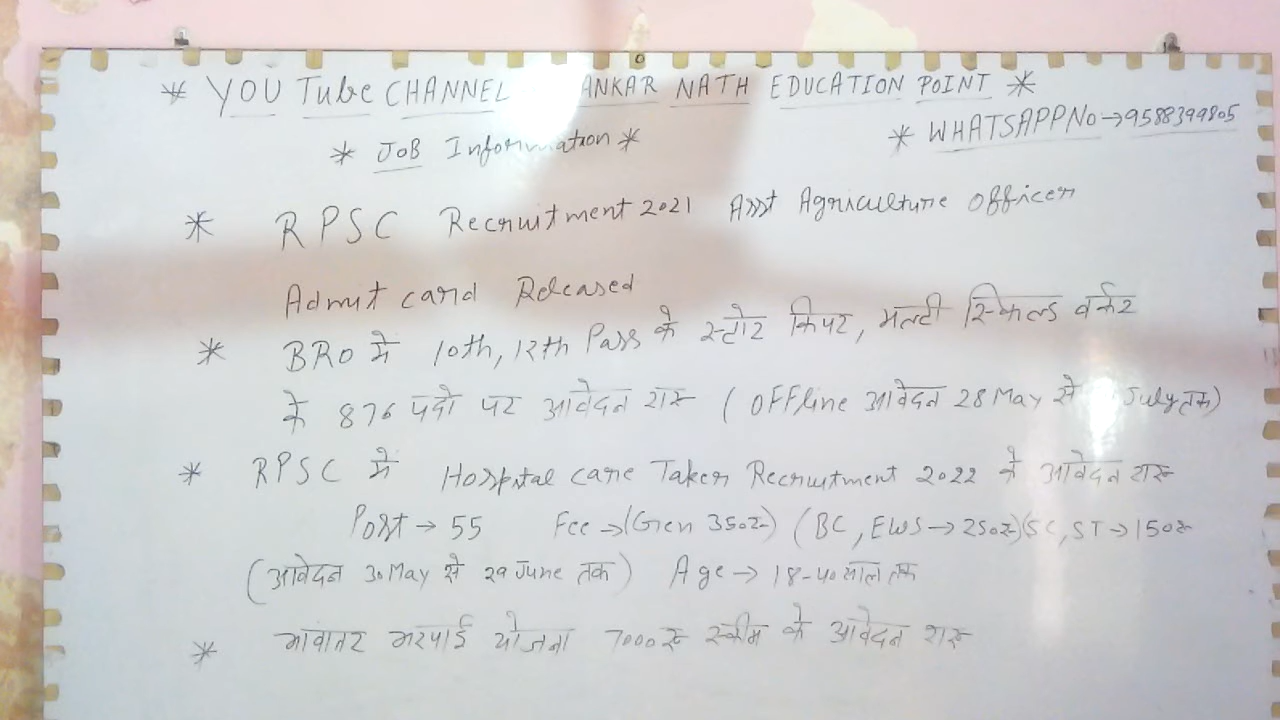 * YOU Tube CHANNEL ANKAR NATH EDUCATION POINT *
* JOB Information *
* WHATSAPP No→9588399805
* RPSC Recruitment 2021 Asst Agriculture Officer
Admit card Released
* BRO में 10th, 12th Pass के स्टोर किपर, मल्टी स्किल्ड वर्कर
के 876 पदों पर आवेदन शुरू ( OFFline आवेदन 28 May से July तक)
* RPSC में Hospital care Taker Recruitment 2022 के आवेदन शुरू
Post → 55 Fee →(Gen 350रु) (BC, EWS → 250रु)(SC, ST → 150रु
(आवेदन 30 May से 29 June तक) Age → 18-40 साल तक
* भावांतर भरपाई योजना 7000रु स्कीम के आवेदन शुरू